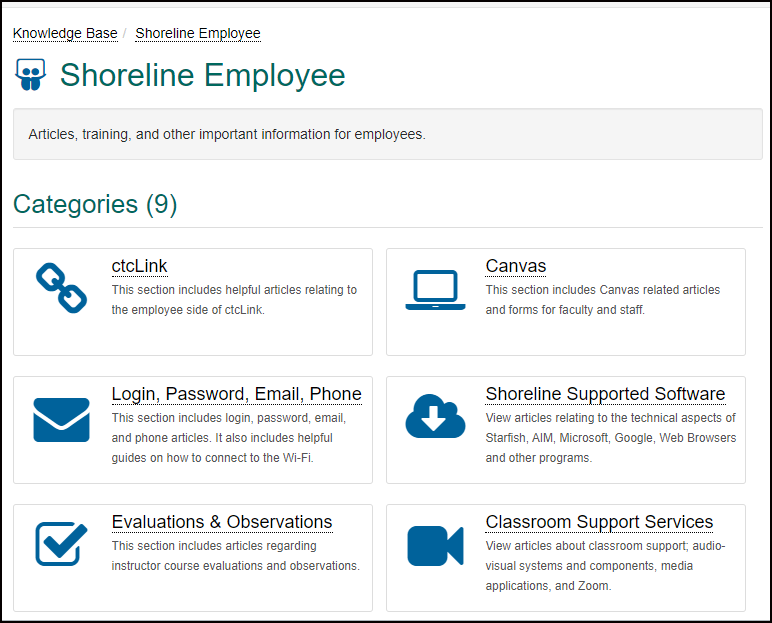 Knowledge Base / Shoreline Employee
Shoreline Employee
Articles, training, and other important information for employees.
Categories (9)
ctcLink
This section includes helpful articles relating to
the employee side of ctcLink.
Canvas
This section includes Canvas related articles
and forms for faculty and staff.
Login, Password, Email, Phone
This section includes login, password, email,
and phone articles. It also includes helpful
guides on how to connect to the Wi-Fi.
Shoreline Supported Software
View articles relating to the technical aspects of
Starfish, AIM, Microsoft, Google, Web Browsers
and other programs.
Evaluations & Observations
This section includes articles regarding
instructor course evaluations and observations.
Classroom Support Services
View articles about classroom support; audio-
visual systems and components, media
applications, and Zoom.